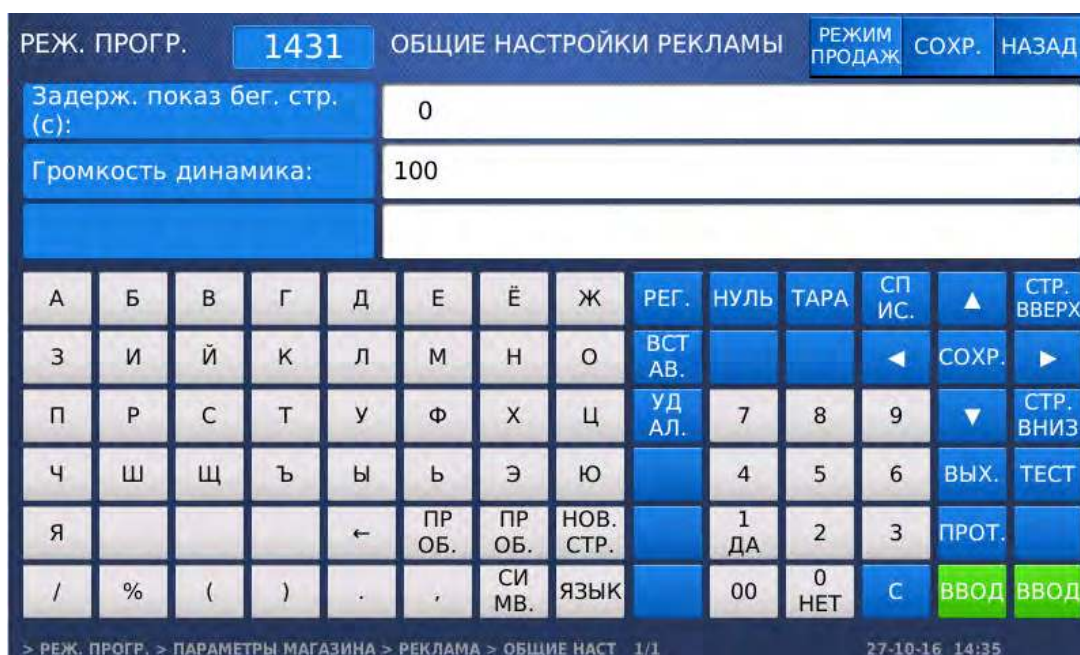 РЕЖ. ПРОГР. 1431 ОБЩИЕ НАСТРОЙКИ РЕКЛАМЫ РЕЖИМ ПРОДАЖ СОХР. НАЗАД
Задерж. показ бег. стр. (с): 0
Громкость динамика: 100
А Б В Г Д Е Ё Ж РЕГ. НУЛЬ ТАРА СП ИС. ▲ СТР. ВВЕРХ
З И Й К Л М Н О ВСТ АВ. ◄ СОХР. ►
П Р С Т У Ф Х Ц УД АЛ. 7 8 9 ▼ СТР. ВНИЗ
Ч Ш Щ Ъ Ы Ь Э Ю 4 5 6 ВЫХ. ТЕСТ
Я ← ПР ОБ. ПР ОБ. НОВ. СТР. 1 ДА 2 3 ПРОТ.
/ % ( ) . , СИ МВ. ЯЗЫК 00 0 НЕТ С ВВОД ВВОД
> РЕЖ. ПРОГР. > ПАРАМЕТРЫ МАГАЗИНА > РЕКЛАМА > ОБЩИЕ НАСТ 1/1 27-10-16 14:35